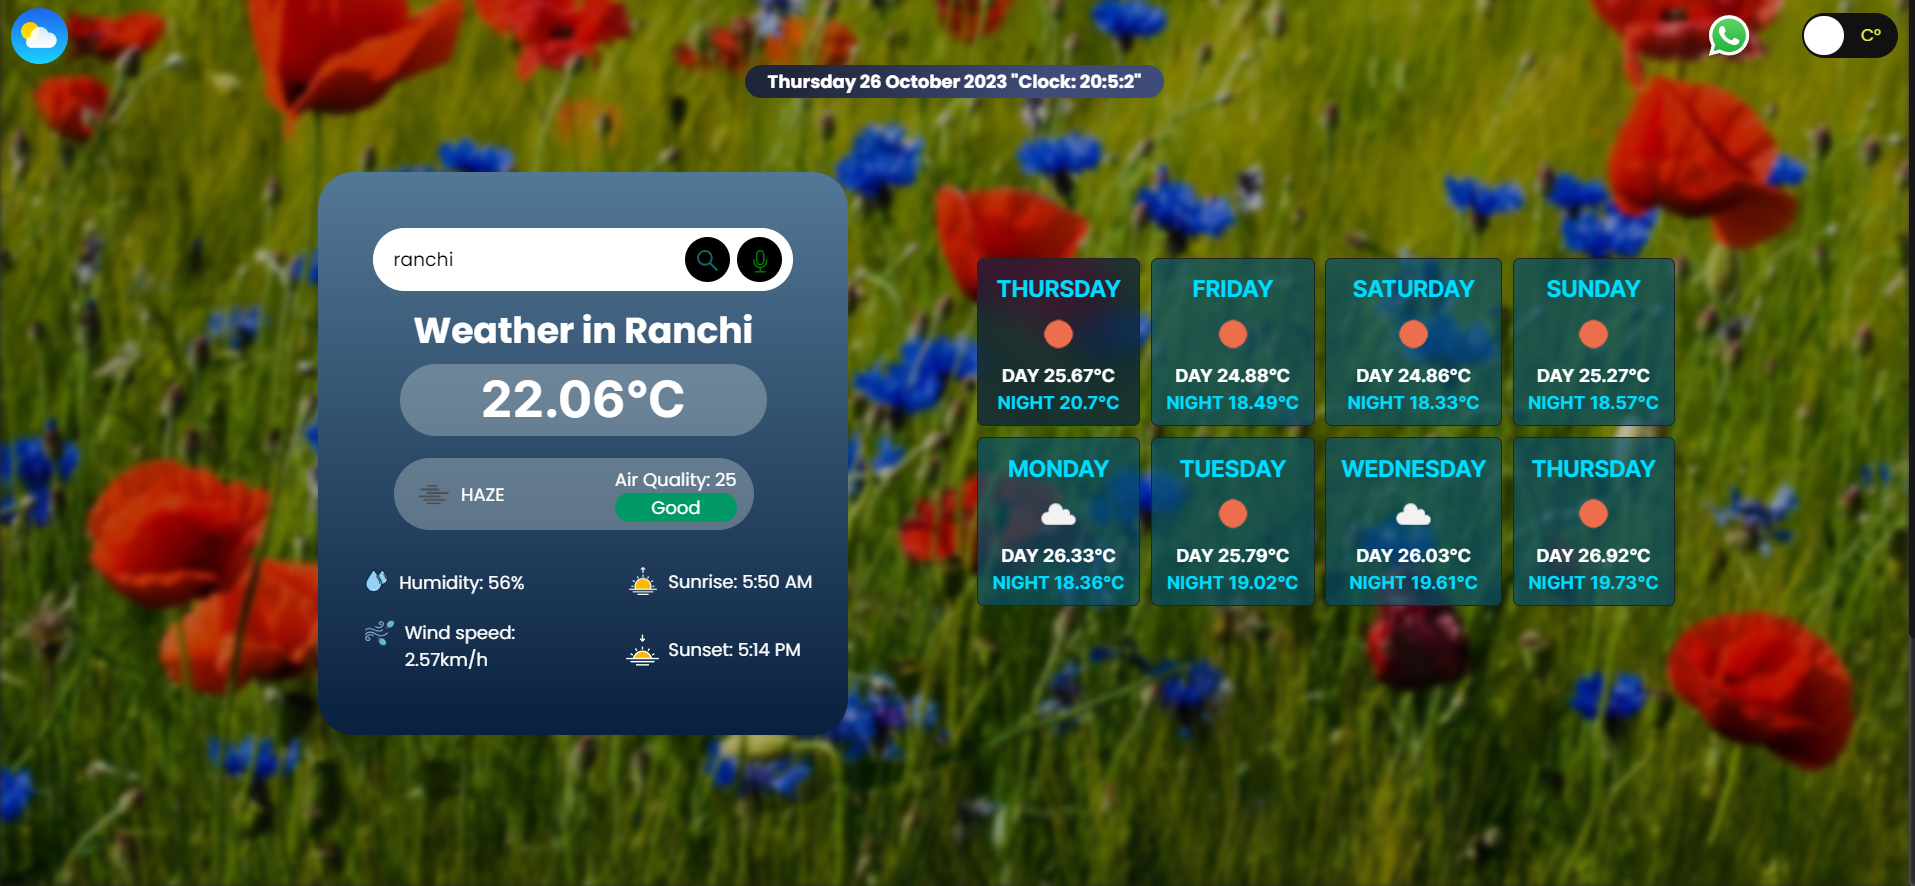 Cº
Thursday 26 October 2023 "Clock: 20:5:2"
ranchi
Weather in Ranchi
22.06°C
HAZE
Air Quality: 25
Good
Humidity: 56%
Sunrise: 5:50 AM
Wind speed:
2.57km/h
Sunset: 5:14 PM
THURSDAY
DAY 25.67°C
NIGHT 20.7°C
FRIDAY
DAY 24.88°C
NIGHT 18.49°C
SATURDAY
DAY 24.86°C
NIGHT 18.33°C
SUNDAY
DAY 25.27°C
NIGHT 18.57°C
MONDAY
DAY 26.33°C
NIGHT 18.36°C
TUESDAY
DAY 25.79°C
NIGHT 19.02°C
WEDNESDAY
DAY 26.03°C
NIGHT 19.61°C
THURSDAY
DAY 26.92°C
NIGHT 19.73°C